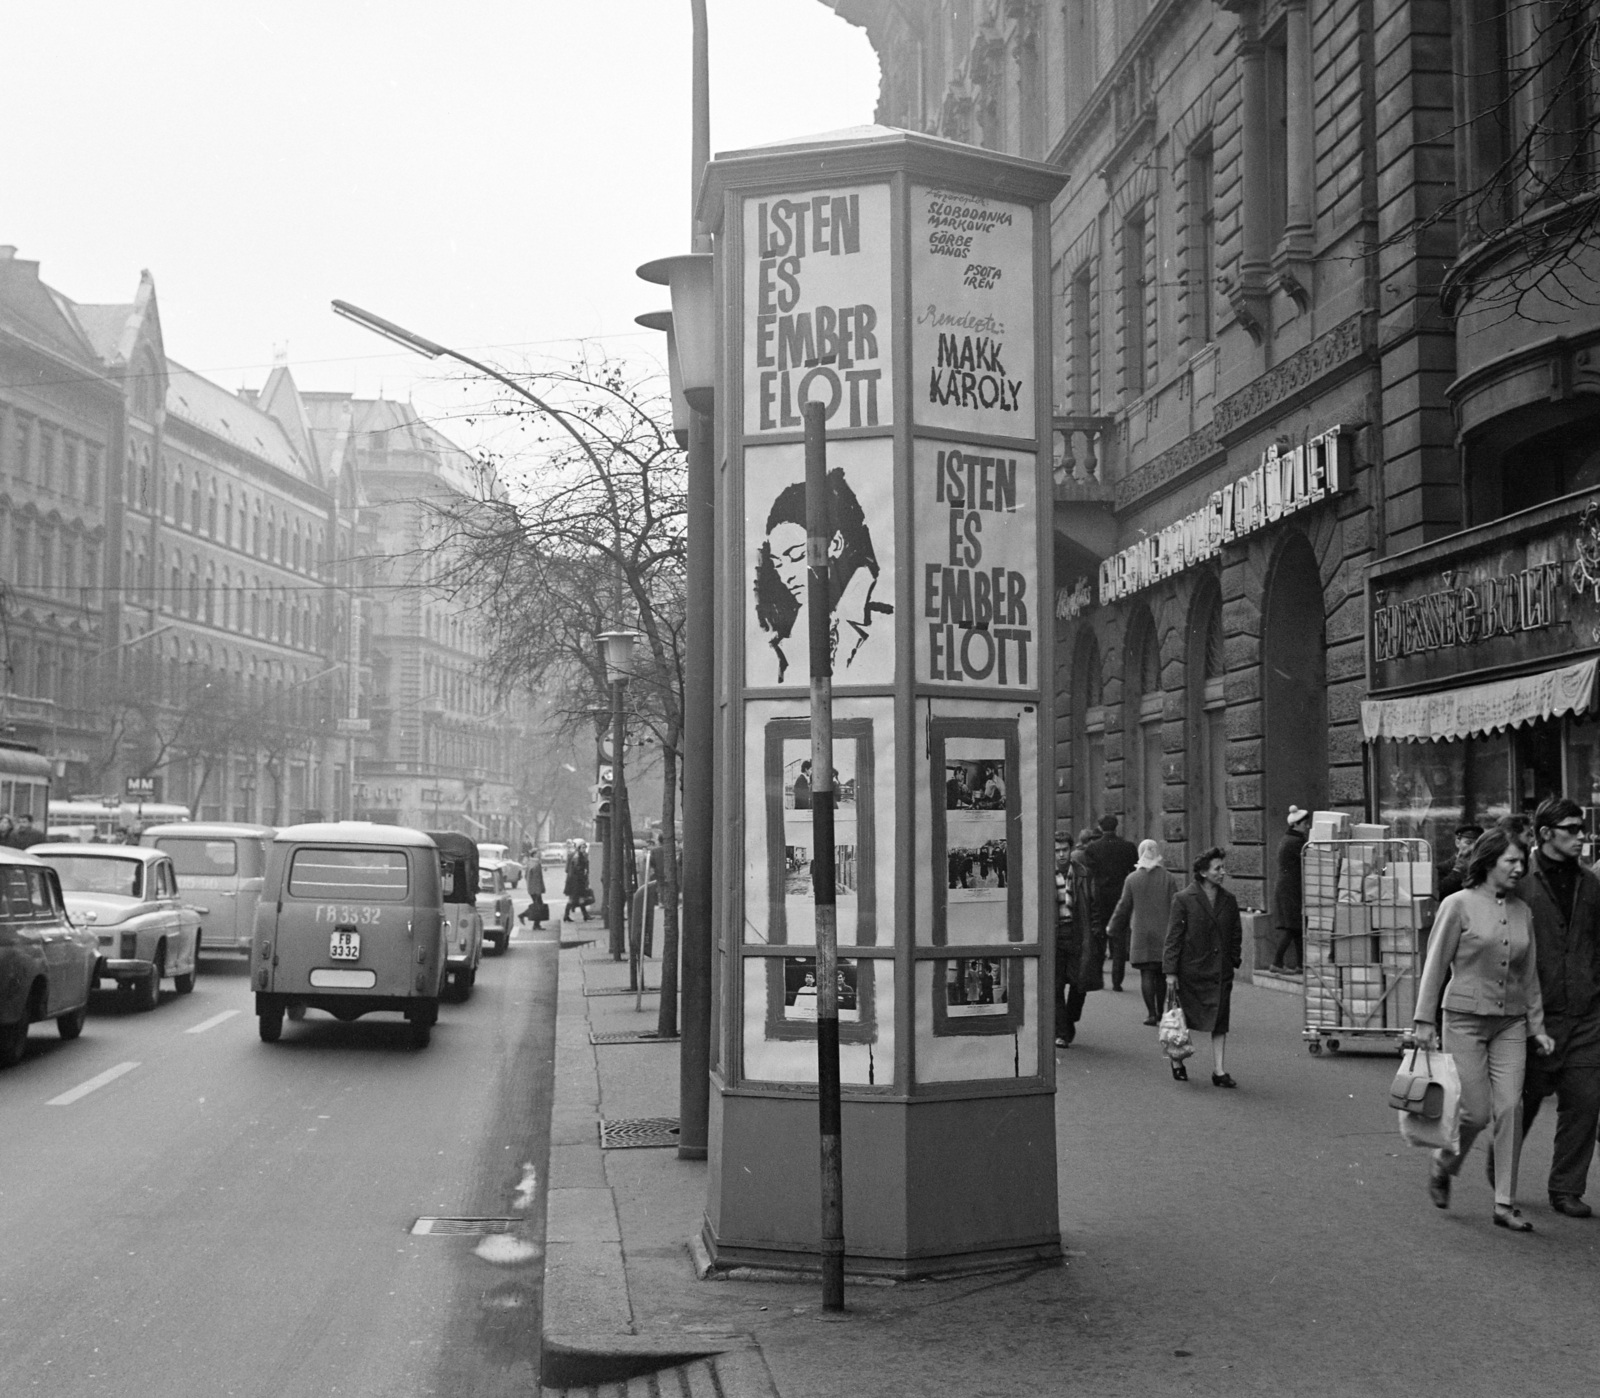 ISTEN
ÉS
EMBER
ELŐTT
SLOBODANKA
MARKOVIC
GÖRBE
JÁNOS
PSOTA
IRÉN
Rendezte:
MAKK
KÁROLY
ISTEN
ÉS
EMBER
ELŐTT
ÉDESSÉGBOLT
MM
FB 33 32
FB
33 32